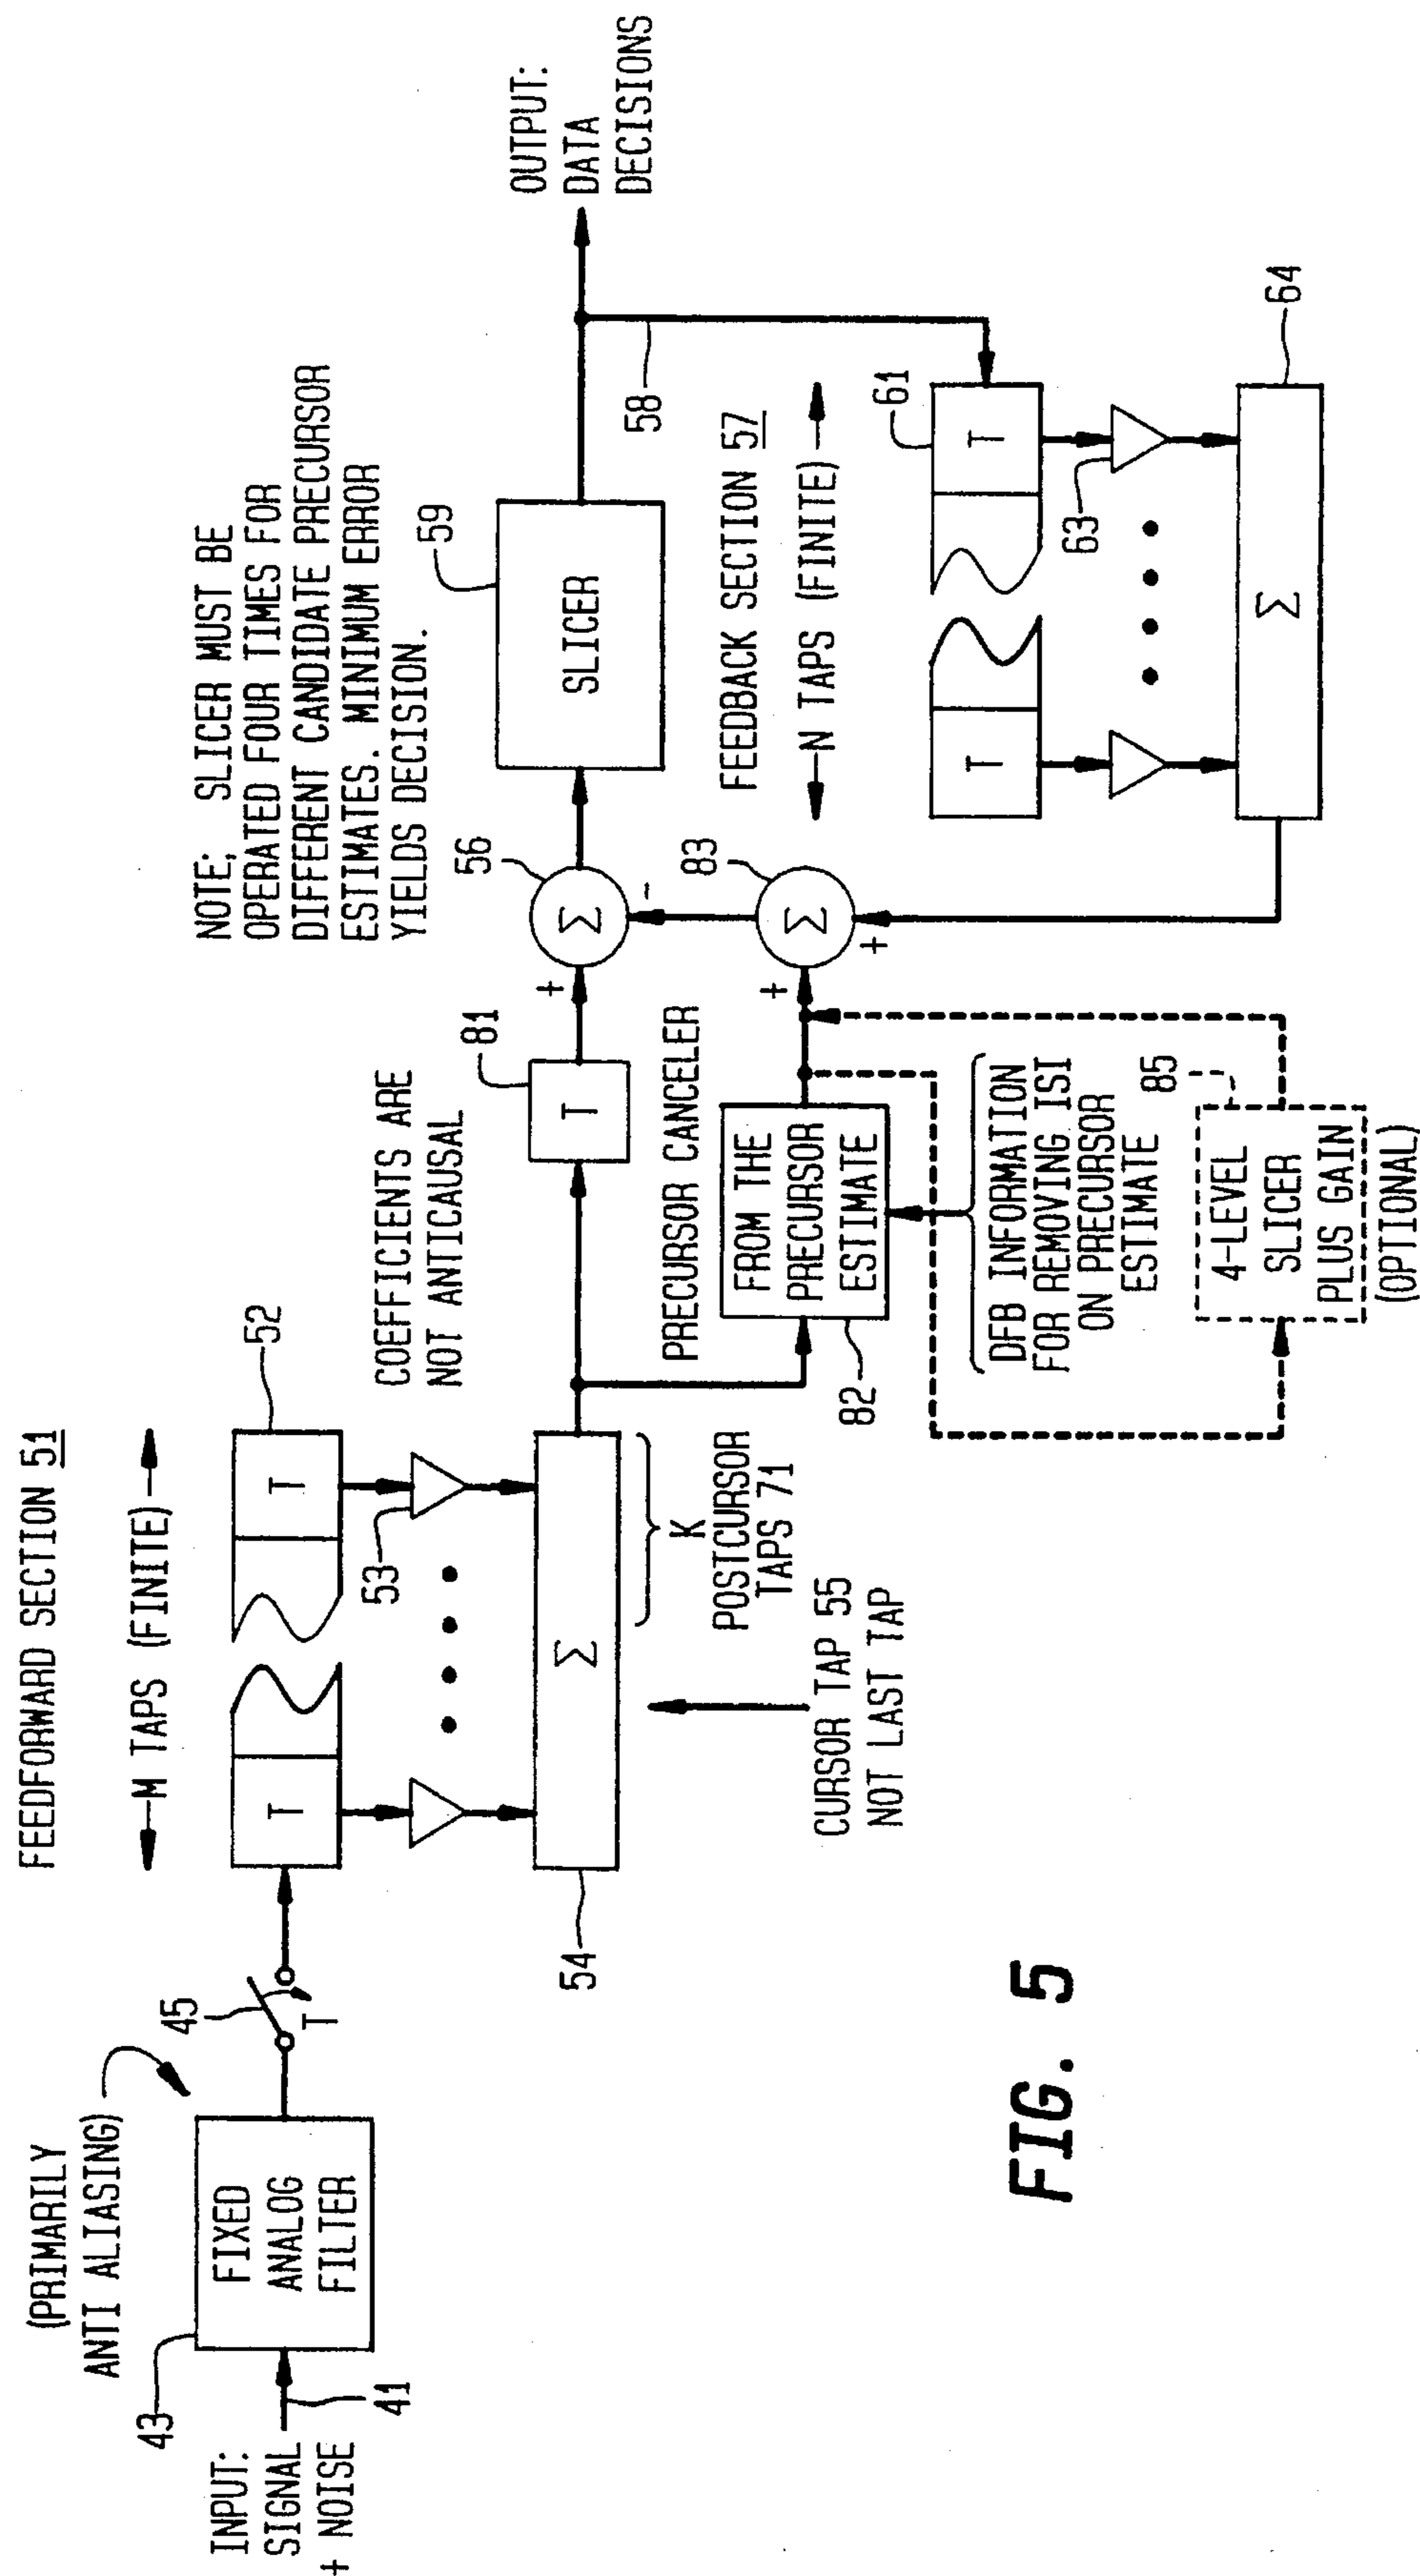 FEEDFORWARD SECTION 51
M TAPS (FINITE)
(PRIMARILY
ANTI ALIASING)
43
INPUT:
SIGNAL
+ NOISE
41
FIXED
ANALOG
FILTER
45
T
T
T
52
53
Σ
54
K
POSTCURSOR
TAPS 71
CURSOR TAP 55
NOT LAST TAP
COEFFICIENTS ARE
NOT ANTICAUSAL
T
81
+
Σ
56
-
NOTE; SLICER MUST BE
OPERATED FOUR TIMES FOR
DIFFERENT CANDIDATE PRECURSOR
ESTIMATES. MINIMUM ERROR
YIELDS DECISION.
SLICER
59
OUTPUT:
DATA
DECISIONS
58
PRECURSOR CANCELER
FROM THE
PRECURSOR
ESTIMATE
82
+
Σ
83
+
DFB INFORMATION
FOR REMOVING ISI
ON PRECURSOR
ESTIMATE
85
4-LEVEL
SLICER
PLUS GAIN
(OPTIONAL)
FEEDBACK SECTION 57
N TAPS (FINITE)
T
T
61
63
Σ
64
FIG. 5